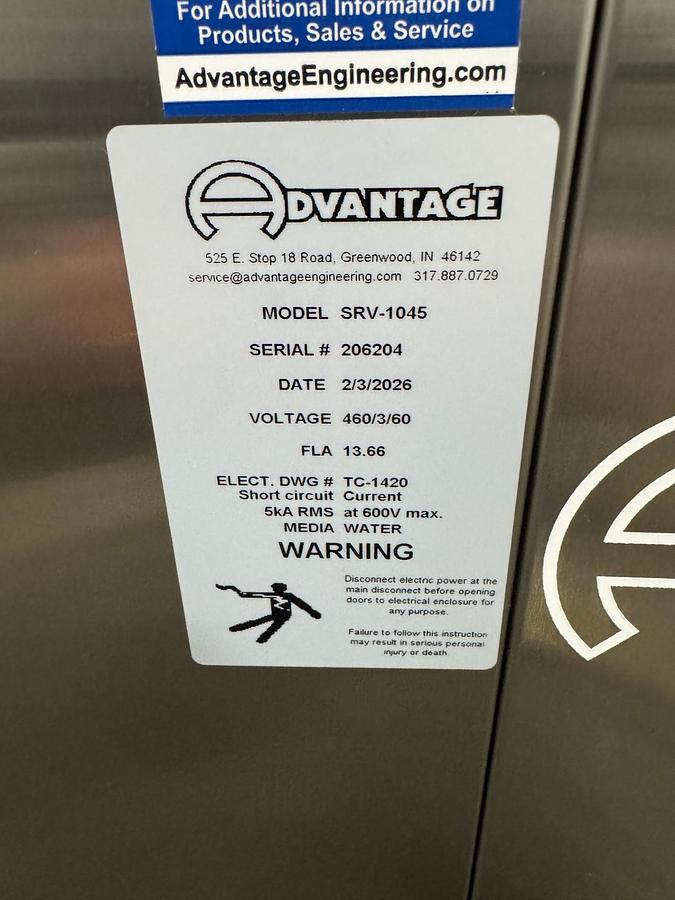 For Additional Information on
Products, Sales & Service
AdvantageEngineering.com
ADVANTAGE
525 E. Stop 18 Road, Greenwood, IN 46142
service@advantageengineering.com 317.887.0729
MODEL SRV-1045
SERIAL # 206204
DATE 2/3/2026
VOLTAGE 460/3/60
FLA 13.66
ELECT. DWG # TC-1420
Short circuit Current
5kA RMS at 600V max.
MEDIA WATER
WARNING
Disconnect electric power at the
main disconnect before opening
doors to electrical enclosure for
any purpose.
Failure to follow this instruction
may result in serious personal
injury or death.